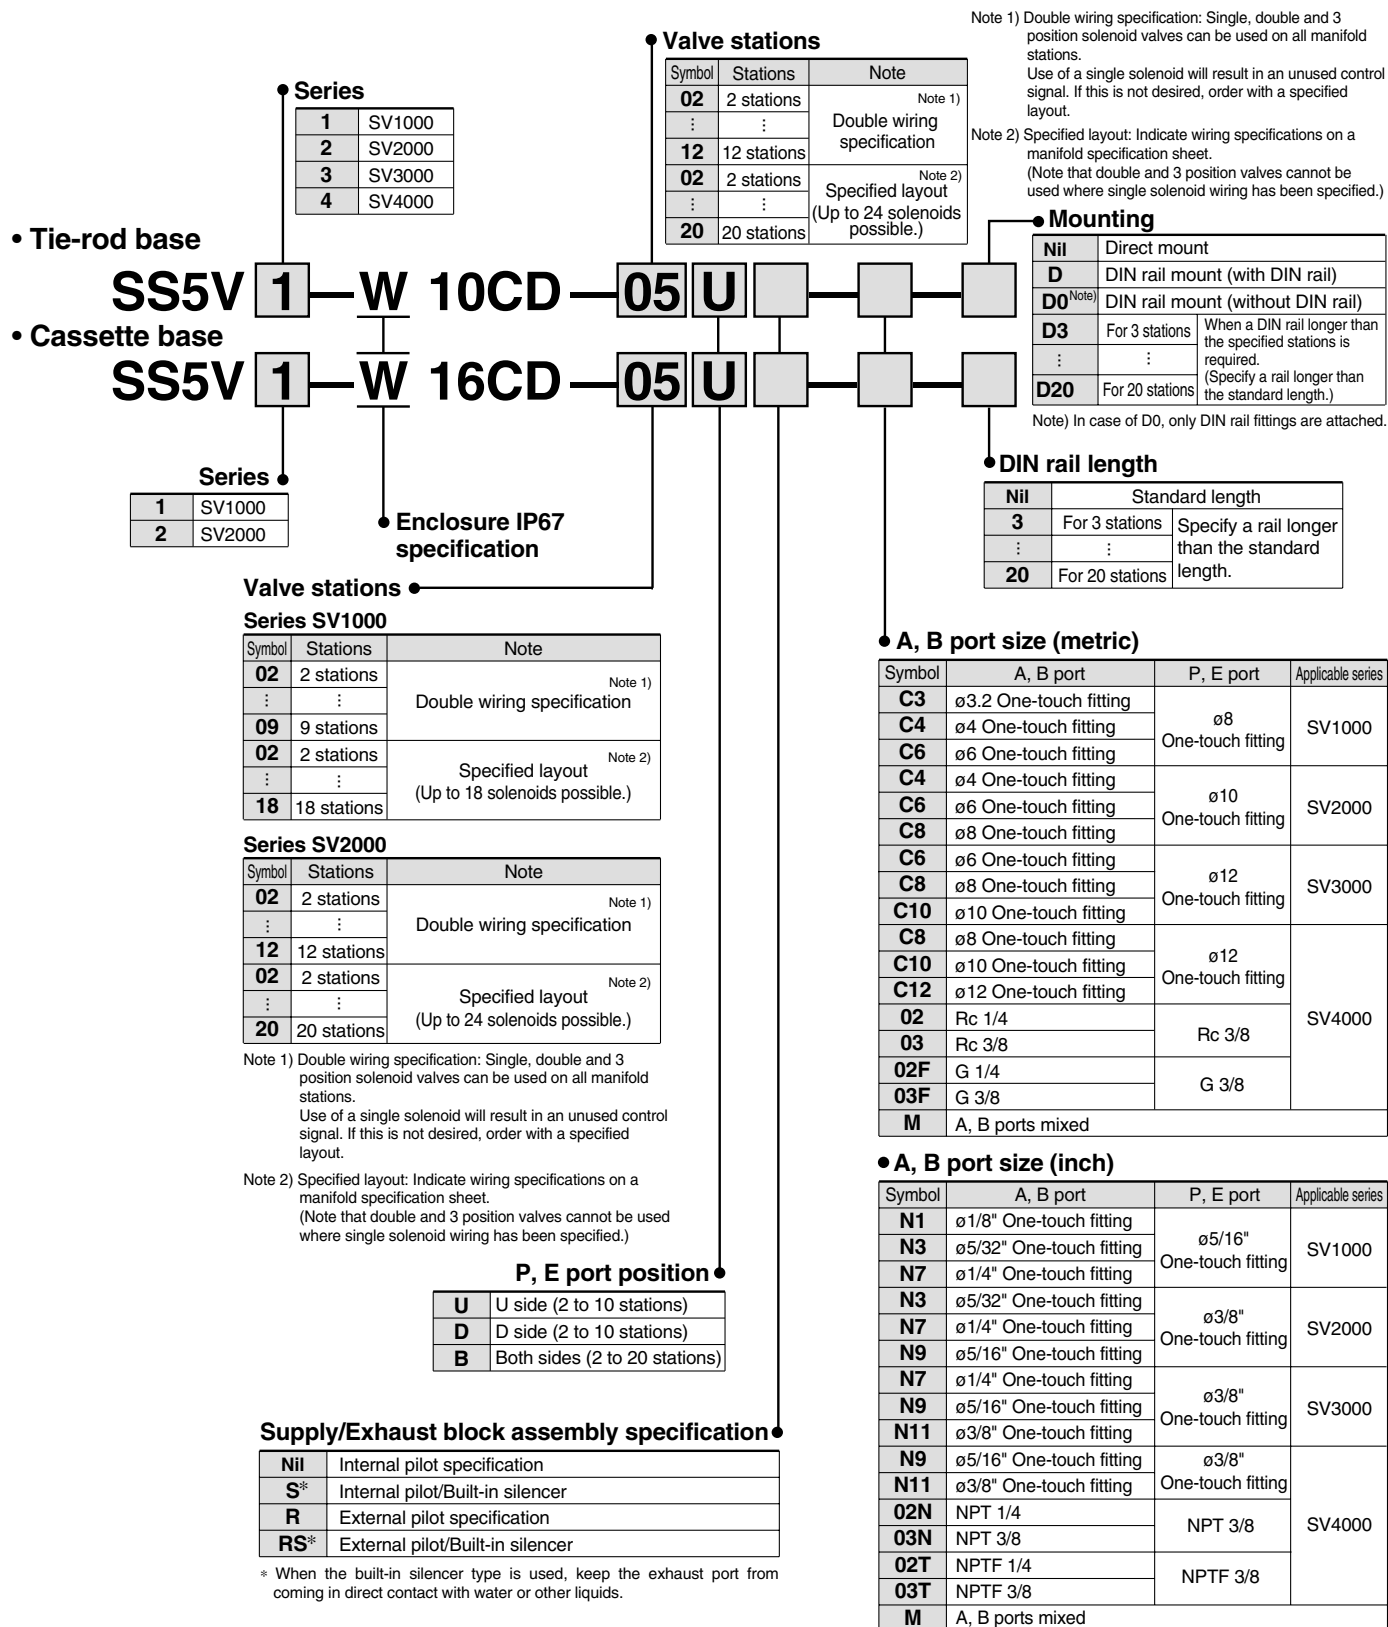 Note 1) Double wiring specification: Single, double and 3
position solenoid valves can be used on all manifold
stations.
Use of a single solenoid will result in an unused control
signal. If this is not desired, order with a specified
layout.
Note 2) Specified layout: Indicate wiring specifications on a
manifold specification sheet.
(Note that double and 3 position valves cannot be
used where single solenoid wiring has been specified.)
Valve stations
Symbol Stations Note
02 2 stations Note 1)
⋮ ⋮ Double wiring
12 12 stations specification
02 2 stations Note 2)
⋮ ⋮ Specified layout
(Up to 24 solenoids
20 20 stations possible.)
Series
1 SV1000
2 SV2000
3 SV3000
4 SV4000
Mounting
Nil Direct mount
D DIN rail mount (with DIN rail)
D0 Note) DIN rail mount (without DIN rail)
D3 For 3 stations When a DIN rail longer than
the specified stations is
⋮ ⋮ required.
(Specify a rail longer than
D20 For 20 stations the standard length.)
Note) In case of D0, only DIN rail fittings are attached.
• Tie-rod base
SS5V 1 — W 10CD — 05 U
• Cassette base
SS5V 1 — W 16CD — 05 U
DIN rail length
Nil Standard length
3 For 3 stations Specify a rail longer
⋮ ⋮ than the standard
20 For 20 stations length.
Series
1 SV1000
2 SV2000
Enclosure IP67
specification
Valve stations
Series SV1000
Symbol Stations Note
02 2 stations Note 1)
⋮ ⋮ Double wiring specification
09 9 stations
02 2 stations Note 2)
⋮ ⋮ Specified layout
18 18 stations (Up to 18 solenoids possible.)
Series SV2000
Symbol Stations Note
02 2 stations Note 1)
⋮ ⋮ Double wiring specification
12 12 stations
02 2 stations Note 2)
⋮ ⋮ Specified layout
20 20 stations (Up to 24 solenoids possible.)
Note 1) Double wiring specification: Single, double and 3
position solenoid valves can be used on all manifold
stations.
Use of a single solenoid will result in an unused control
signal. If this is not desired, order with a specified
layout.
Note 2) Specified layout: Indicate wiring specifications on a
manifold specification sheet.
(Note that double and 3 position valves cannot be used
where single solenoid wiring has been specified.)
P, E port position
U U side (2 to 10 stations)
D D side (2 to 10 stations)
B Both sides (2 to 20 stations)
Supply/Exhaust block assembly specification
Nil Internal pilot specification
S* Internal pilot/Built-in silencer
R External pilot specification
RS* External pilot/Built-in silencer
* When the built-in silencer type is used, keep the exhaust port from
coming in direct contact with water or other liquids.
A, B port size (metric)
Symbol A, B port P, E port Applicable series
C3 ø3.2 One-touch fitting
C4 ø4 One-touch fitting ø8 One-touch fitting SV1000
C6 ø6 One-touch fitting
C4 ø4 One-touch fitting
C6 ø6 One-touch fitting ø10 One-touch fitting SV2000
C8 ø8 One-touch fitting
C6 ø6 One-touch fitting
C8 ø8 One-touch fitting ø12 One-touch fitting SV3000
C10 ø10 One-touch fitting
C8 ø8 One-touch fitting
C10 ø10 One-touch fitting ø12 One-touch fitting
C12 ø12 One-touch fitting
02 Rc 1/4 Rc 3/8 SV4000
03 Rc 3/8
02F G 1/4 G 3/8
03F G 3/8
M A, B ports mixed
A, B port size (inch)
Symbol A, B port P, E port Applicable series
N1 ø1/8" One-touch fitting
N3 ø5/32" One-touch fitting ø5/16" One-touch fitting SV1000
N7 ø1/4" One-touch fitting
N3 ø5/32" One-touch fitting
N7 ø1/4" One-touch fitting ø3/8" One-touch fitting SV2000
N9 ø5/16" One-touch fitting
N7 ø1/4" One-touch fitting
N9 ø5/16" One-touch fitting ø3/8" One-touch fitting SV3000
N11 ø3/8" One-touch fitting
N9 ø5/16" One-touch fitting ø3/8"
N11 ø3/8" One-touch fitting One-touch fitting
02N NPT 1/4 NPT 3/8 SV4000
03N NPT 3/8
02T NPTF 1/4 NPTF 3/8
03T NPTF 3/8
M A, B ports mixed